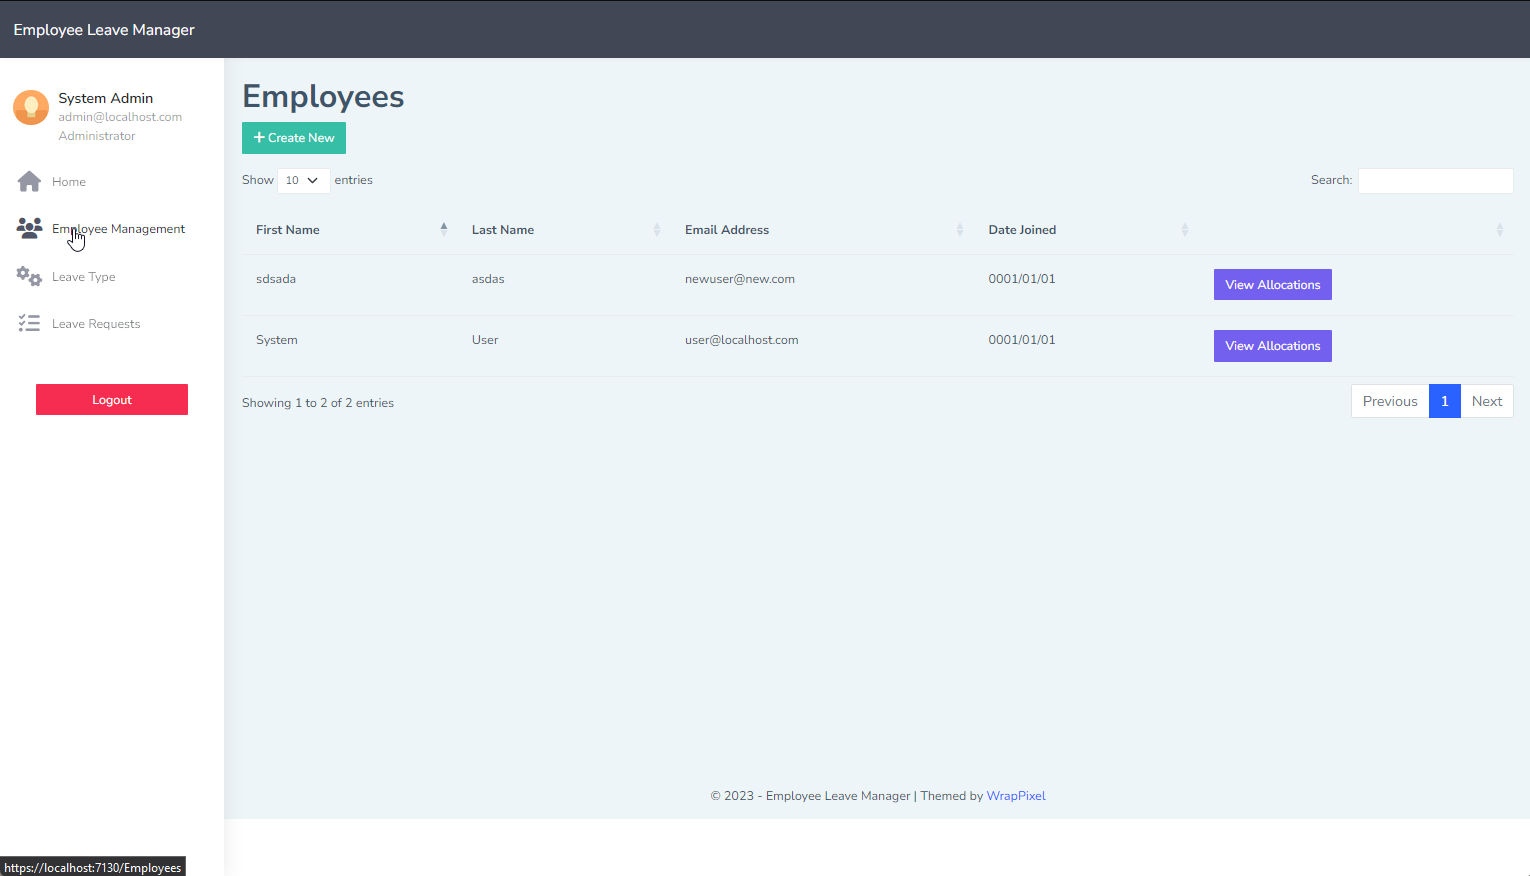 Employee Leave Manager
System Admin
admin@localhost.com
Administrator
Home
Employee Management
Leave Type
Leave Requests
Logout
Employees
+ Create New
Show 10 entries
Search:
First Name Last Name Email Address Date Joined
sdsada asdas newuser@new.com 0001/01/01 View Allocations
System User user@localhost.com 0001/01/01 View Allocations
Showing 1 to 2 of 2 entries
Previous 1 Next
© 2023 - Employee Leave Manager | Themed by WrapPixel
https://localhost:7130/Employees